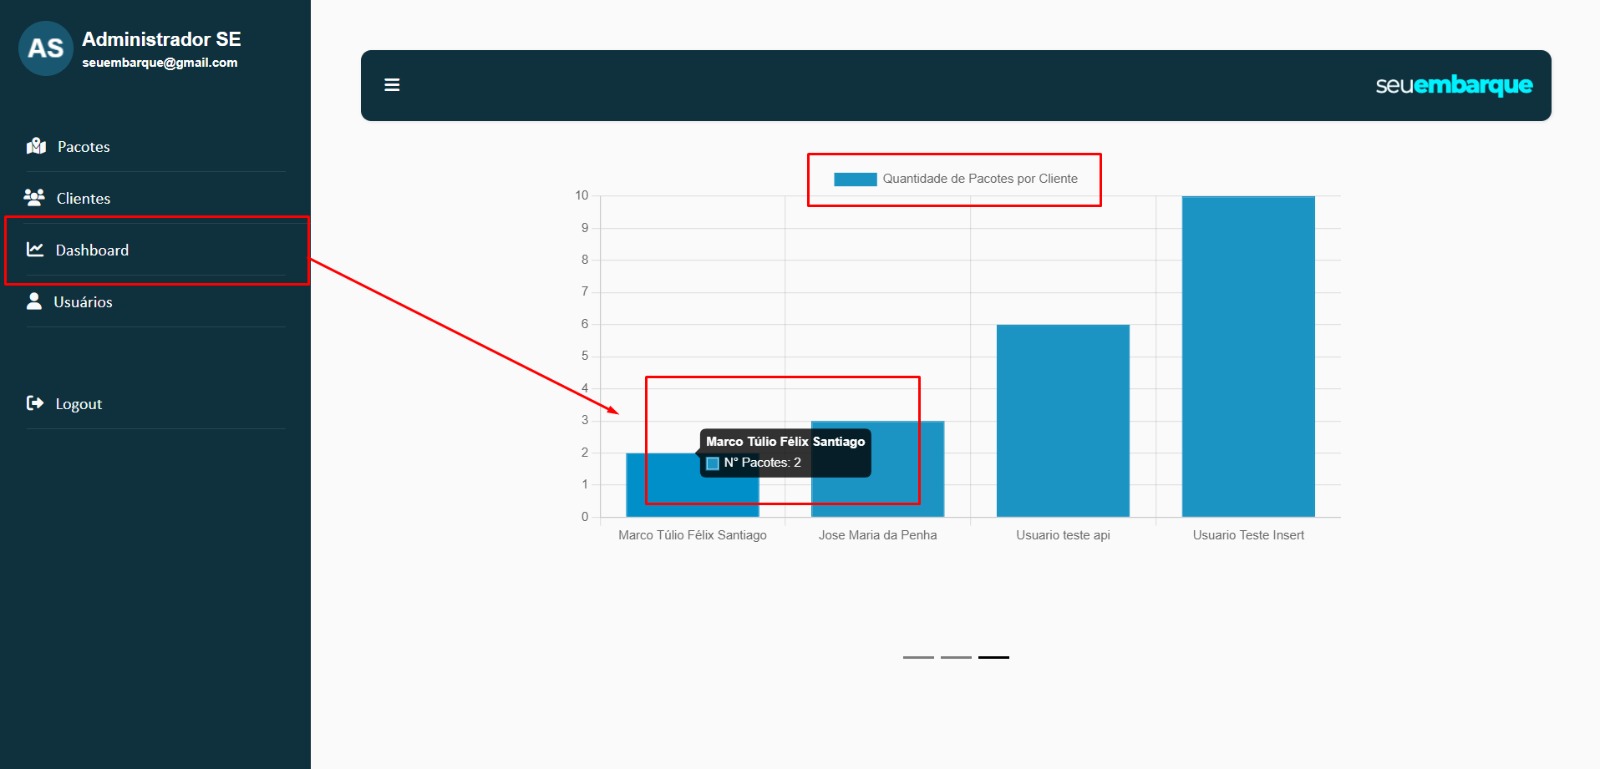 AS
Administrador SE
seuembarque@gmail.com
Pacotes
Clientes
Dashboard
Usuários
Logout
seuembarque
Quantidade de Pacotes por Cliente
10
9
8
7
6
5
4
3
2
1
0
Marco Túlio Félix Santiago
N° Pacotes: 2
Marco Túlio Félix Santiago
Jose Maria da Penha
Usuario teste api
Usuario Teste Insert